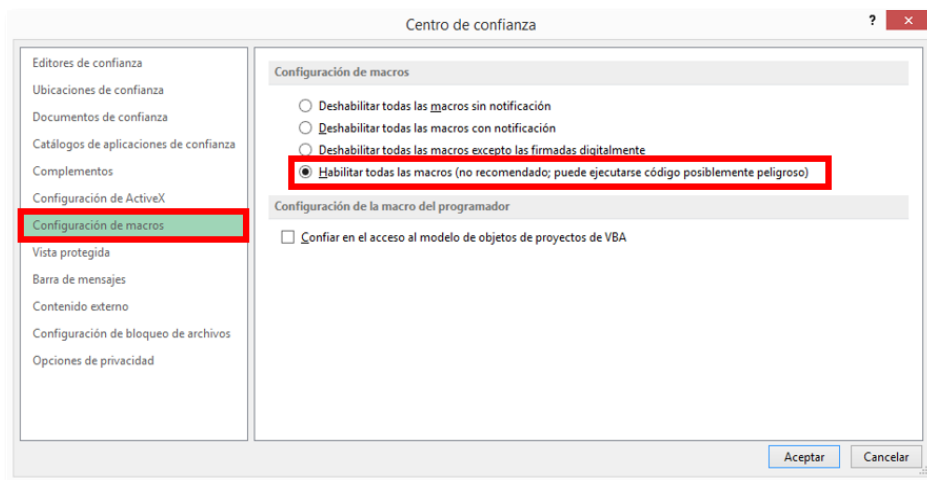 Centro de confianza
?
Editores de confianza
Ubicaciones de confianza
Documentos de confianza
Catálogos de aplicaciones de confianza
Complementos
Configuración de ActiveX
Configuración de macros
Vista protegida
Barra de mensajes
Contenido externo
Configuración de bloqueo de archivos
Opciones de privacidad
Configuración de macros
Deshabilitar todas las macros sin notificación
Deshabilitar todas las macros con notificación
Deshabilitar todas las macros excepto las firmadas digitalmente
Habilitar todas las macros (no recomendado; puede ejecutarse código posiblemente peligroso)
Configuración de la macro del programador
Confiar en el acceso al modelo de objetos de proyectos de VBA
Aceptar
Cancelar